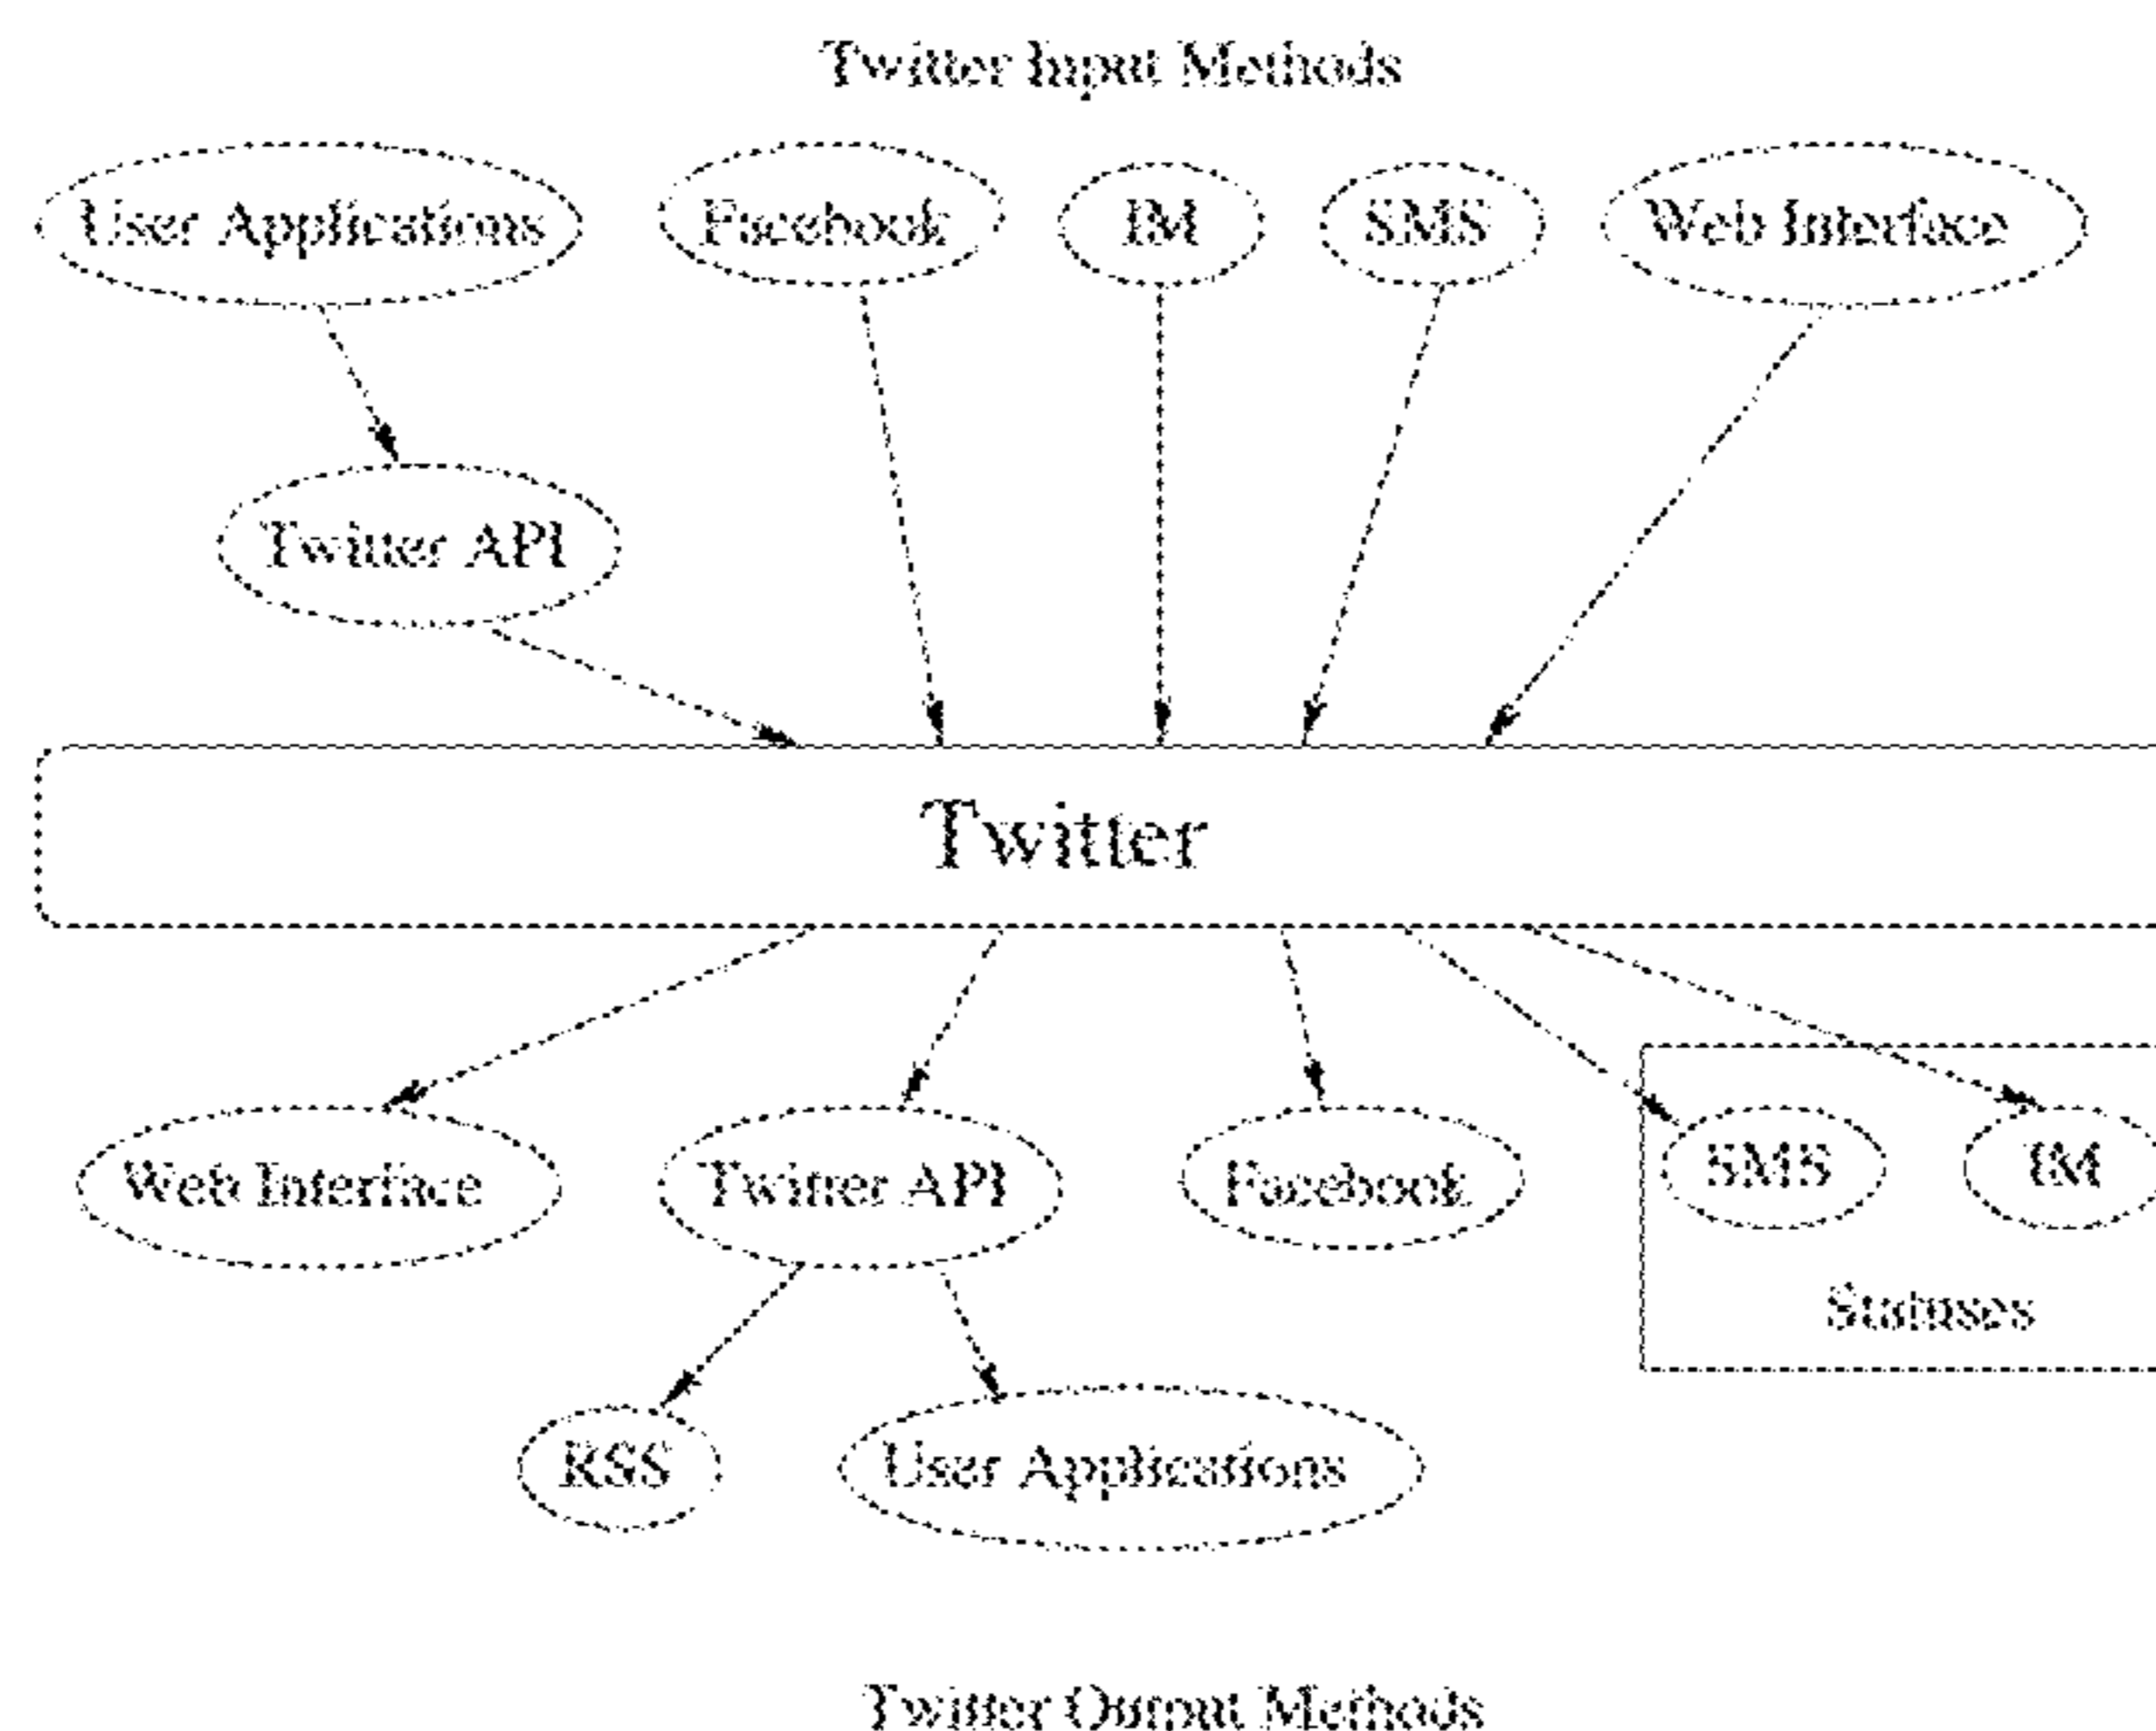 Twitter Input Methods
User Applications
Facebook
IM
SMS
Web Interface
Twitter API
Twitter
Web Interface
Twitter API
Facebook
SMS
IM
Statuses
RSS
User Applications
Twitter Output Methods